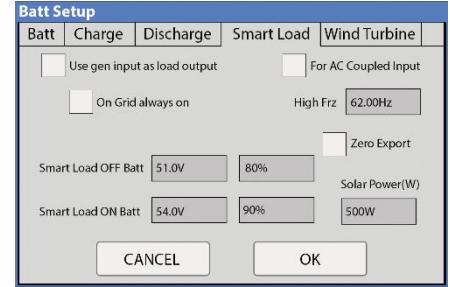 Batt Setup
Batt Charge Discharge Smart Load Wind Turbine
Use gen input as load output For AC Coupled Input
On Grid always on High Frz 62.00Hz
Zero Export
Smart Load OFF Batt 51.0V 80%
Solar Power(W)
Smart Load ON Batt 54.0V 90% 500W
CANCEL OK